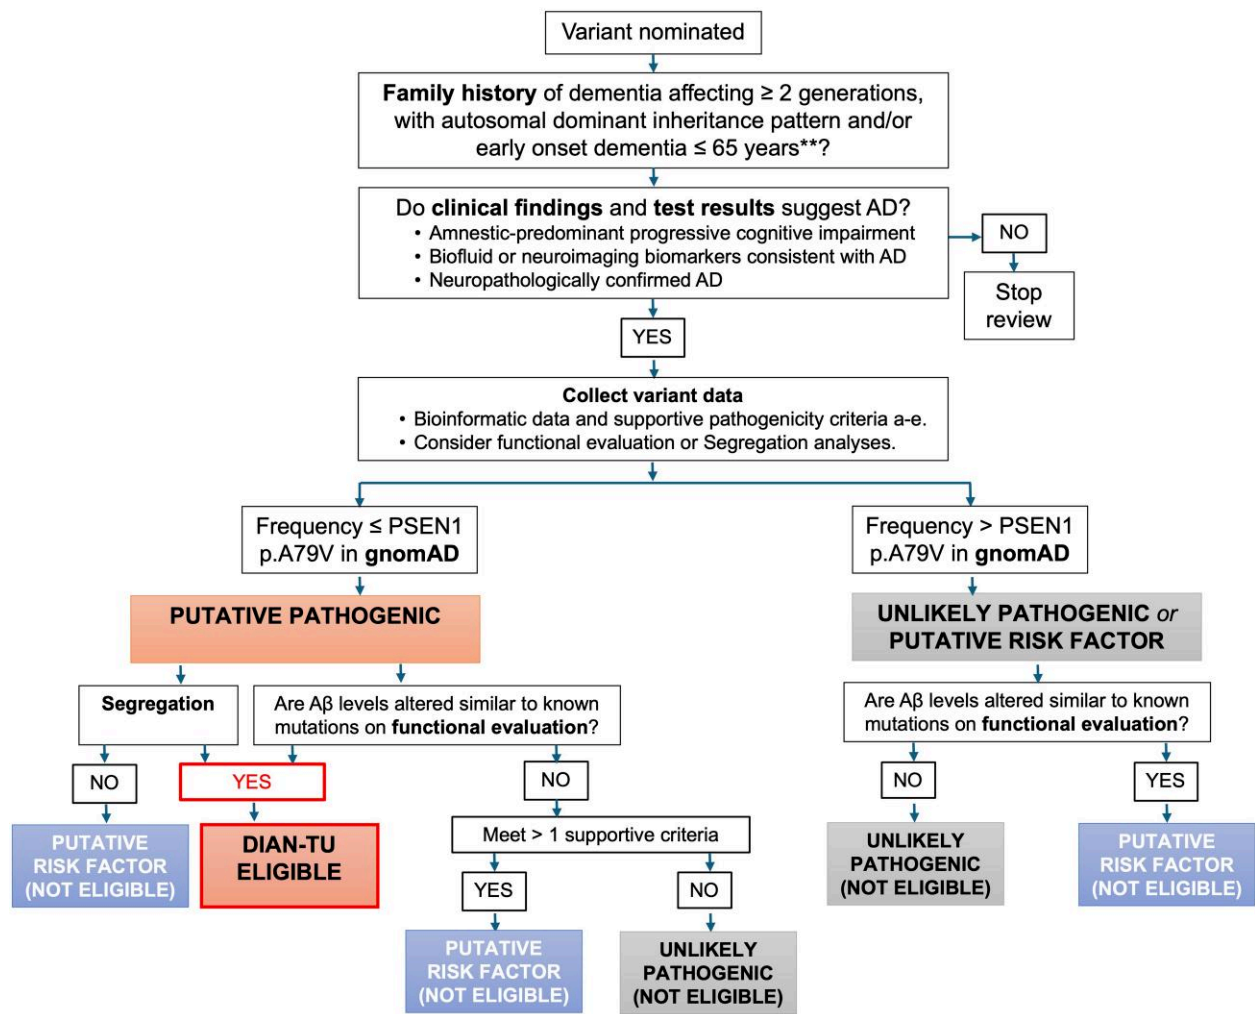 Variant nominated
Family history of dementia affecting ≥ 2 generations,
with autosomal dominant inheritance pattern and/or
early onset dementia ≤ 65 years**?
Do clinical findings and test results suggest AD?
• Amnestic-predominant progressive cognitive impairment
• Biofluid or neuroimaging biomarkers consistent with AD
• Neuropathologically confirmed AD
NO
Stop
review
YES
Collect variant data
• Bioinformatic data and supportive pathogenicity criteria a-e.
• Consider functional evaluation or Segregation analyses.
Frequency ≤ PSEN1
p.A79V in gnomAD
Frequency > PSEN1
p.A79V in gnomAD
PUTATIVE PATHOGENIC
UNLIKELY PATHOGENIC or
PUTATIVE RISK FACTOR
Segregation
Are Aβ levels altered similar to known
mutations on functional evaluation?
Are Aβ levels altered similar to known
mutations on functional evaluation?
NO
YES
NO
NO
YES
PUTATIVE
RISK FACTOR
(NOT ELIGIBLE)
DIAN-TU
ELIGIBLE
Meet > 1 supportive criteria
UNLIKELY
PATHOGENIC
(NOT ELIGIBLE)
PUTATIVE
RISK FACTOR
(NOT ELIGIBLE)
YES
NO
PUTATIVE
RISK FACTOR
(NOT ELIGIBLE)
UNLIKELY
PATHOGENIC
(NOT ELIGIBLE)